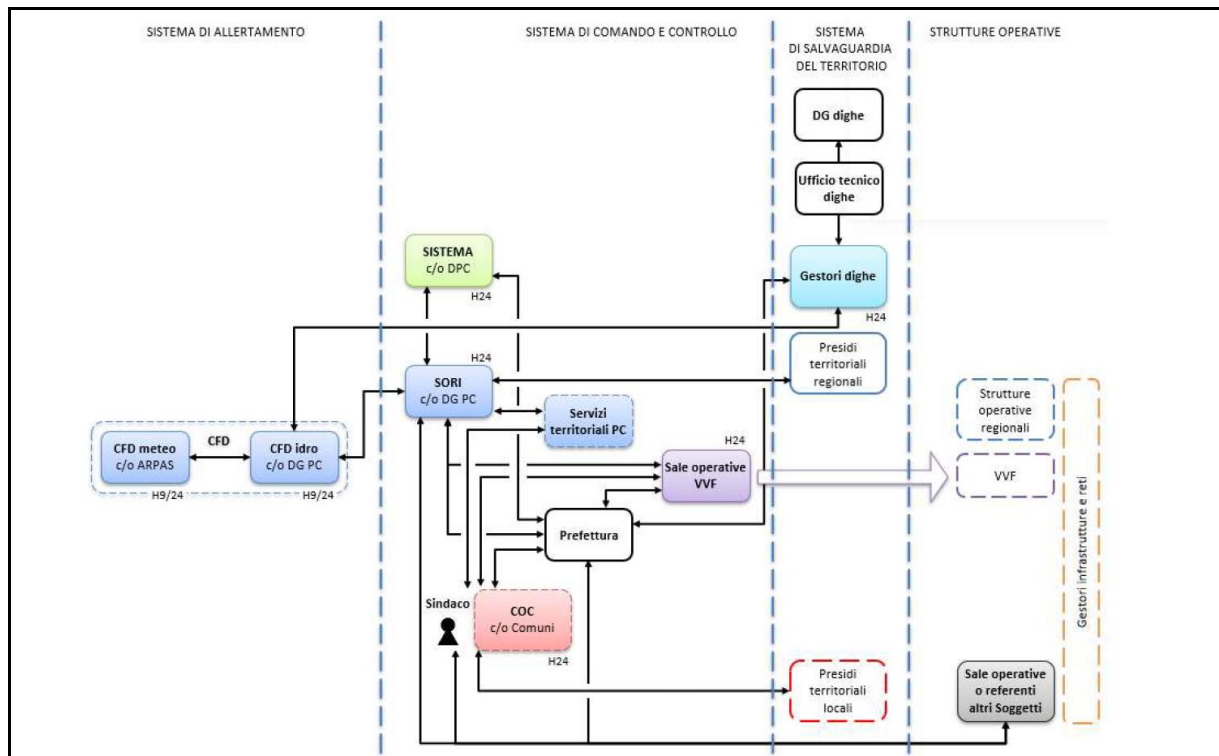 SISTEMA DI ALLERTAMENTO
SISTEMA DI COMANDO E CONTROLLO
SISTEMA
DI SALVAGUARDIA
DEL TERRITORIO
STRUTTURE OPERATIVE
DG dighe
Ufficio tecnico
dighe
SISTEMA
c/o DPC
H24
Gestori dighe
H24
H24
SORI
c/o DG PC
Presidi
territoriali
regionali
Servizi
territoriali PC
Strutture
operative
regionali
CFD meteo
c/o ARPAS
H9/24
CFD
CFD idro
c/o DG PC
H9/24
H24
Sale operative
VVF
VVF
Gestori infrastrutture e reti
Prefettura
Sindaco
COC
c/o Comuni
H24
Presidi
territoriali
locali
Sale operative
o referenti
altri Soggetti